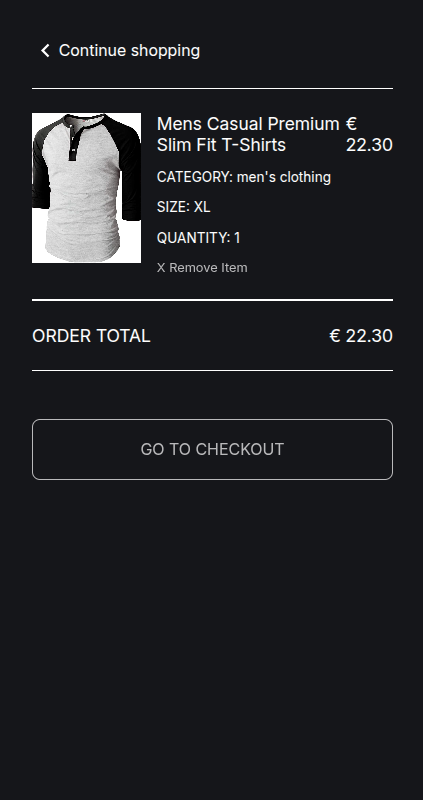 Continue shopping
Mens Casual Premium €
Slim Fit T-Shirts 22.30
CATEGORY: men's clothing
SIZE: XL
QUANTITY: 1
X Remove Item
ORDER TOTAL € 22.30
GO TO CHECKOUT